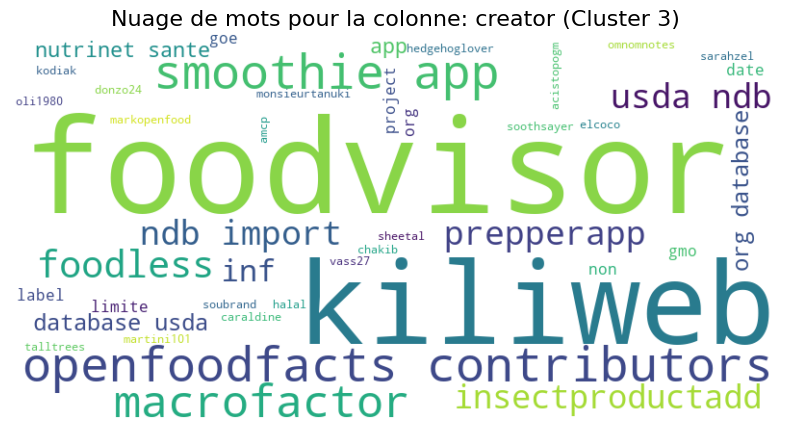 Nuage de mots pour la colonne: creator (Cluster 3)
nutrinet sante
goe
app
hedgehoglover
omnomnotes
sarahzel
kodiak
smoothie app
acistopogm
date
oli1980
donzo24
monsieurtanuki
project
org
usda ndb
markopenfood
amcp
soothsayer
elcoco
foodvisor
org database
ndb import
sheetal
prepperapp
chakib
gmo
foodless
inf
vass27
non
label
limite
soubrand
halal
kiliweb
database usda
caraldine
martini101
talltrees
openfoodfacts contributors
macrofactor
insectproductadd